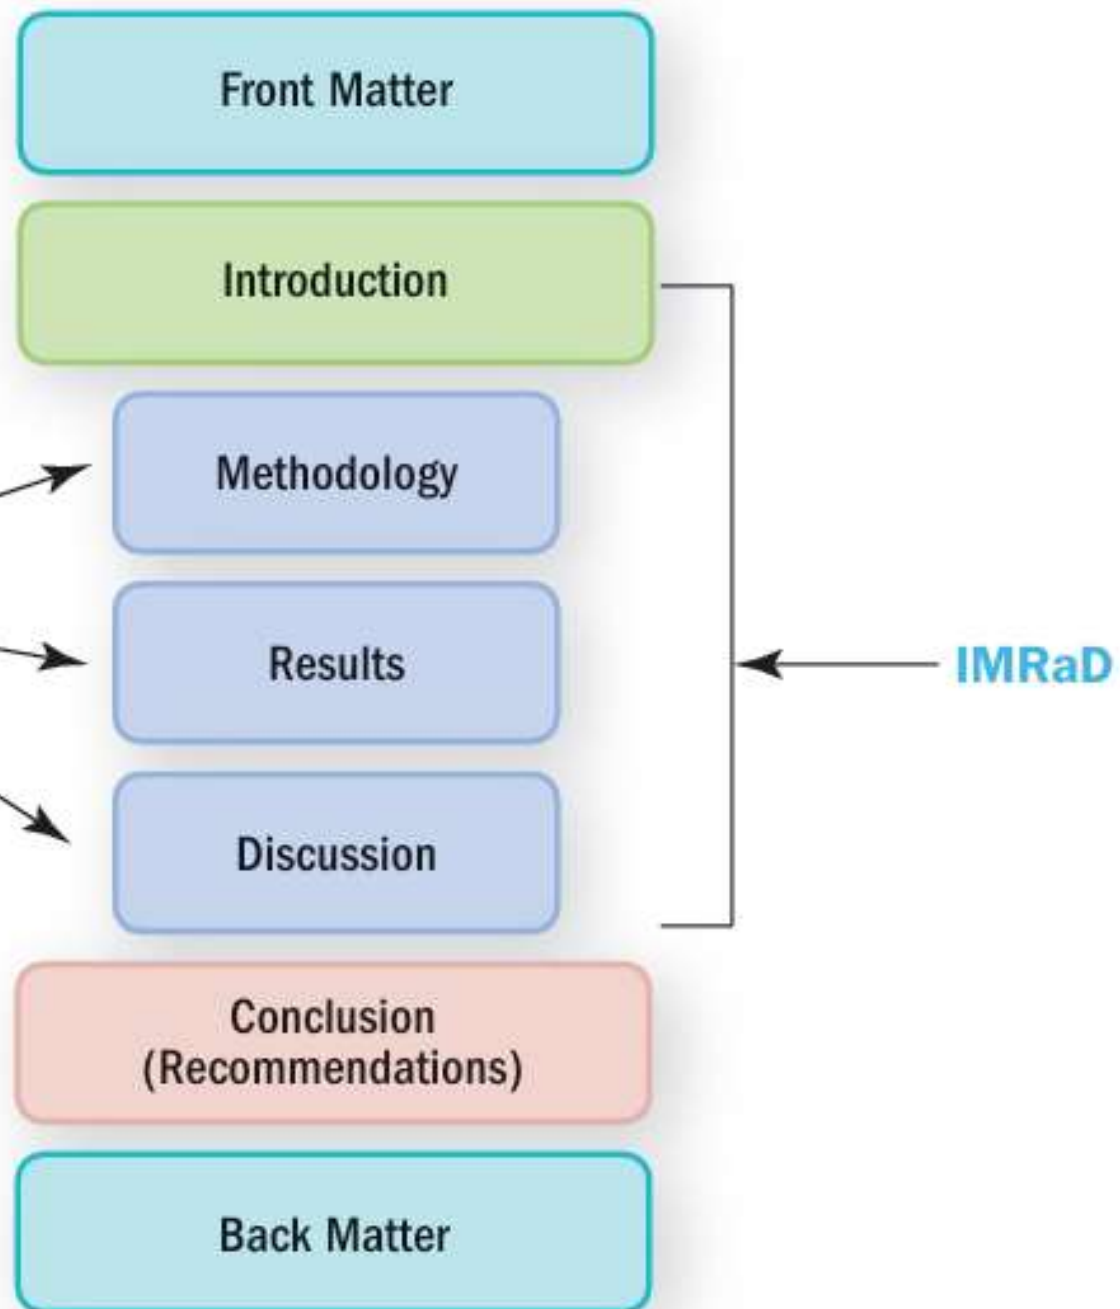 Front Matter
Introduction
Methodology
Results
IMRaD
Discussion
Conclusion
(Recommendations)
Back Matter